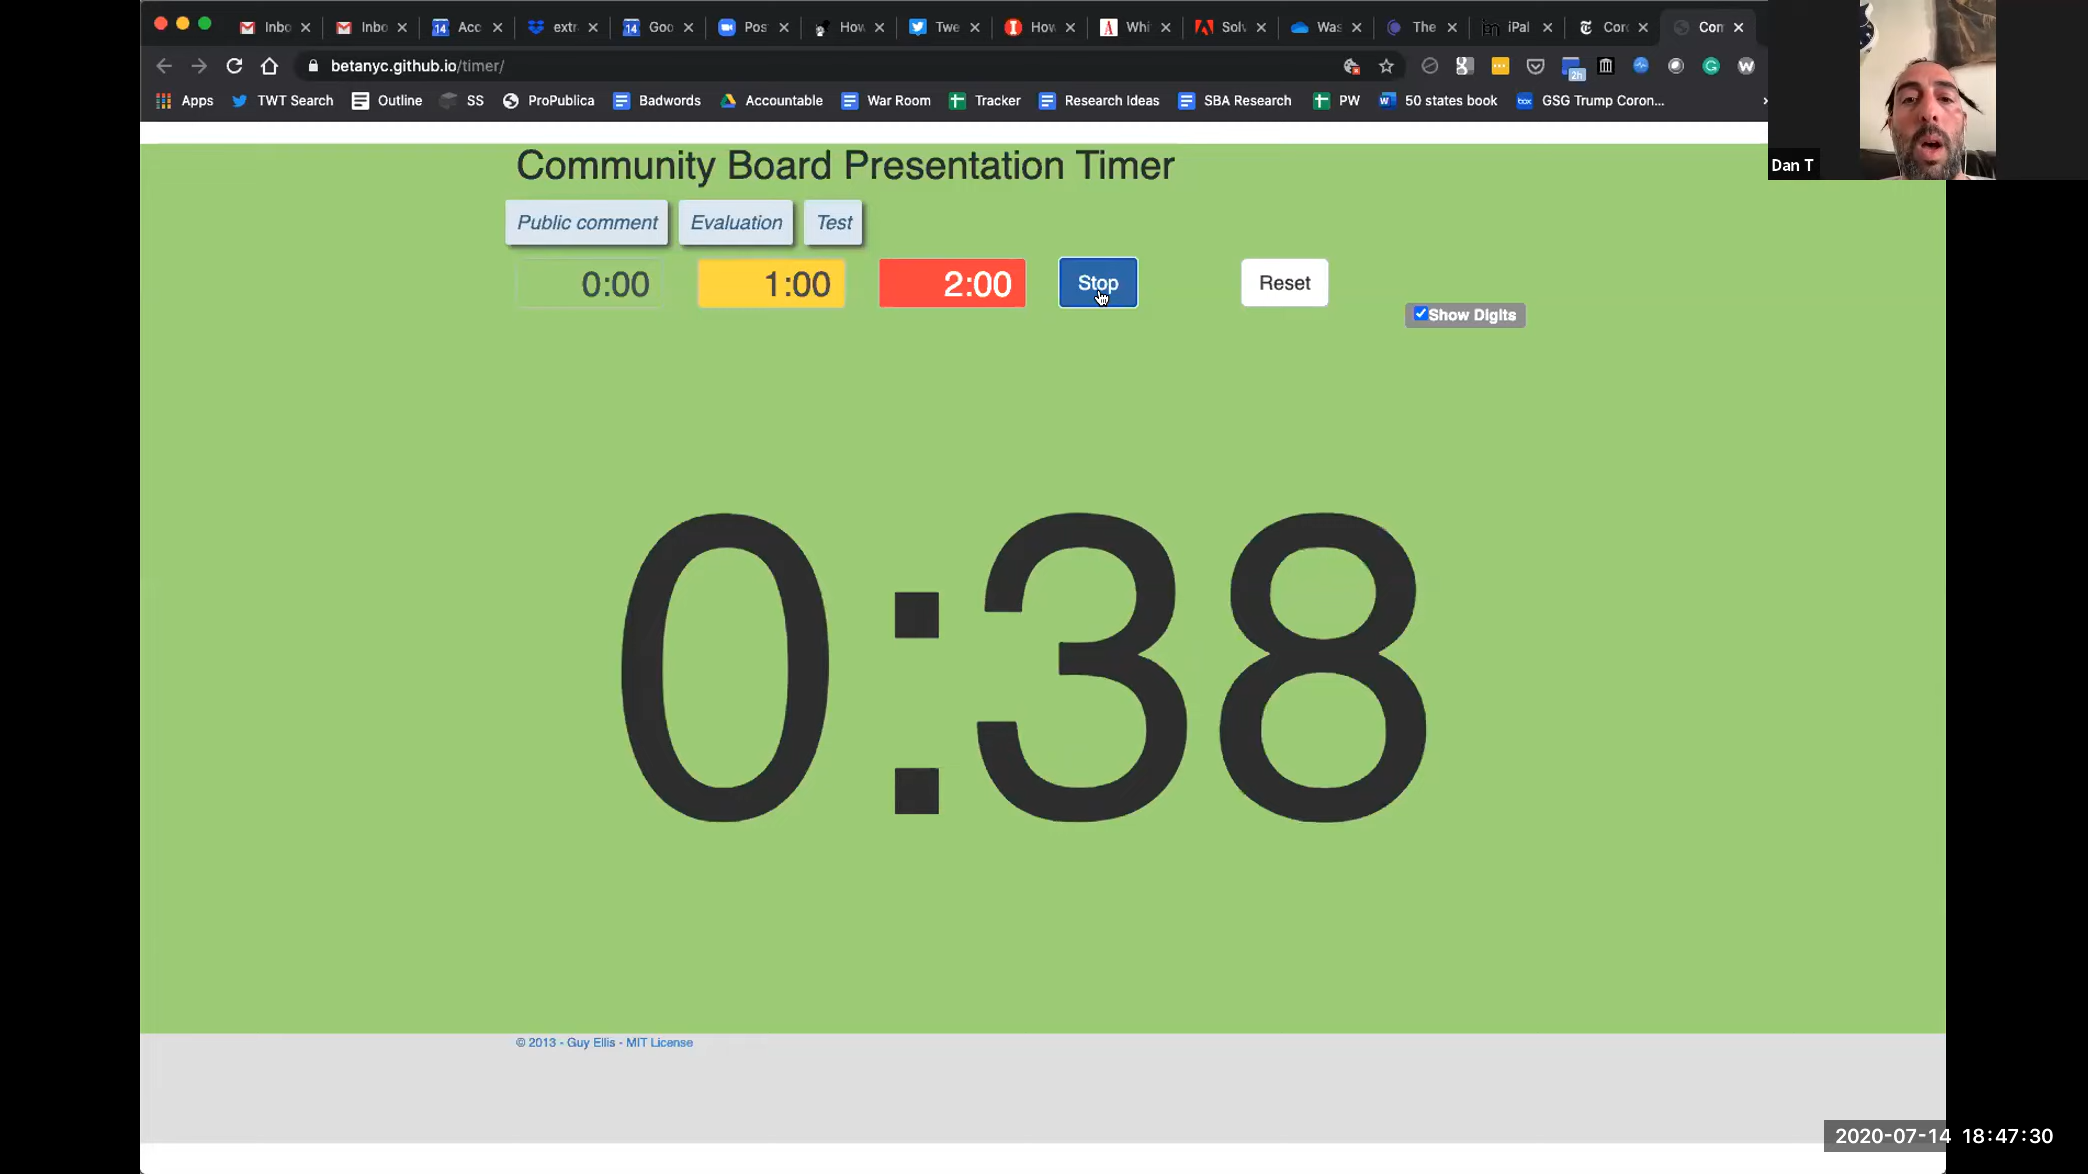 Inbo Inbo Acc extr Goo Pos How Twe How Whi Solv Was The iPal Cor Con
betanyc.github.io/timer/
Apps TWT Search Outline SS ProPublica Badwords Accountable War Room Tracker Research Ideas SBA Research PW 50 states book GSG Trump Coron...
Dan T
Community Board Presentation Timer
Public comment Evaluation Test
0:00 1:00 2:00 Stop Reset
Show Digits
0:38
© 2013 - Guy Ellis - MIT License
2020-07-14 18:47:30